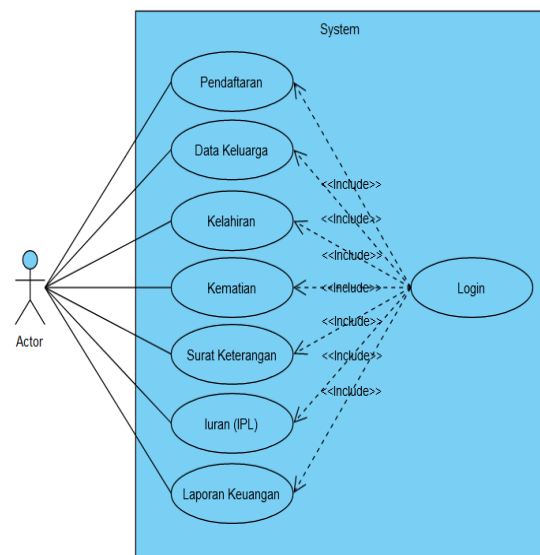 System
Pendaftaran
Data Keluarga
<<Include>>
Kelahiran
<<Include>>
Kematian
<<Include>>
Login
Actor
<<Include>>
Surat Keterangan
<<Include>>
<<Include>>
Iuran (IPL)
Laporan Keuangan